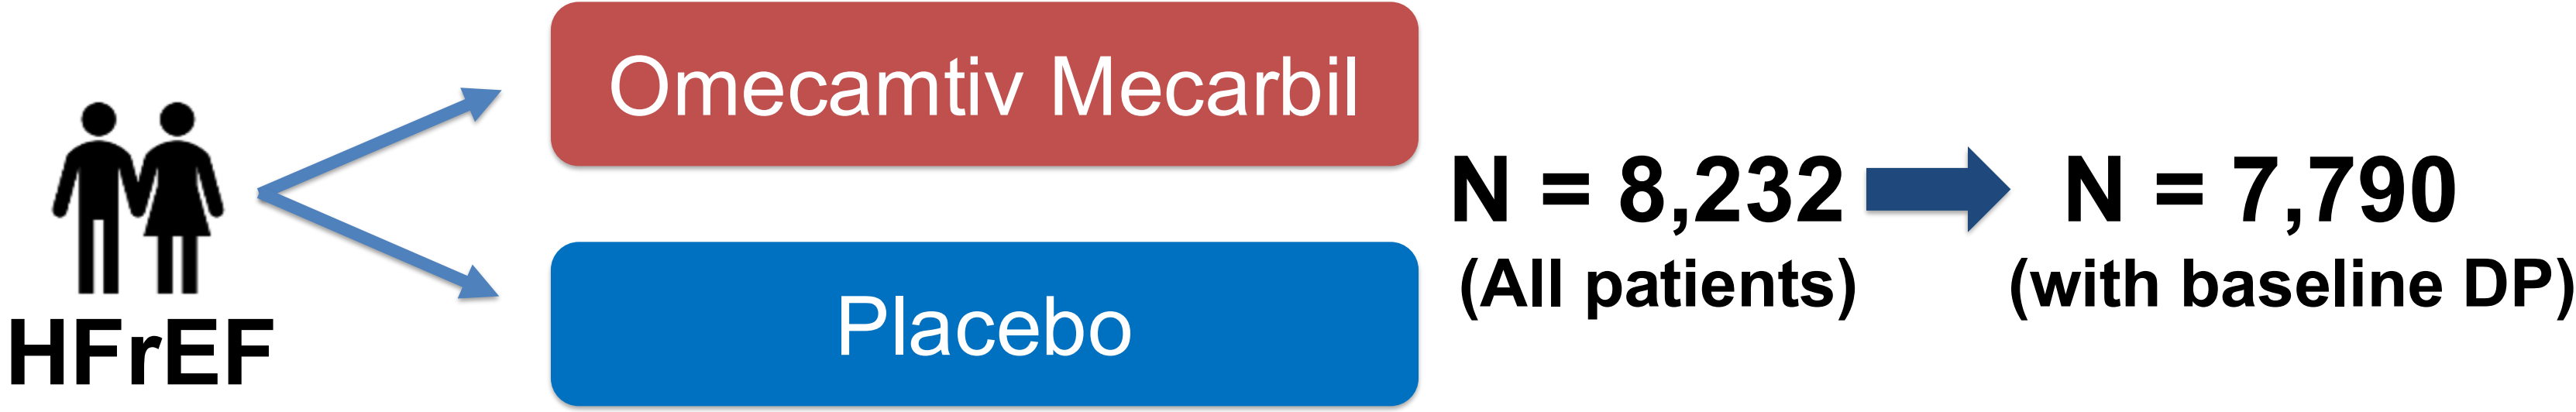 HFrEF
Omecamtiv Mecarbil
Placebo
N = 8,232
(All patients)
N = 7,790
(with baseline DP)